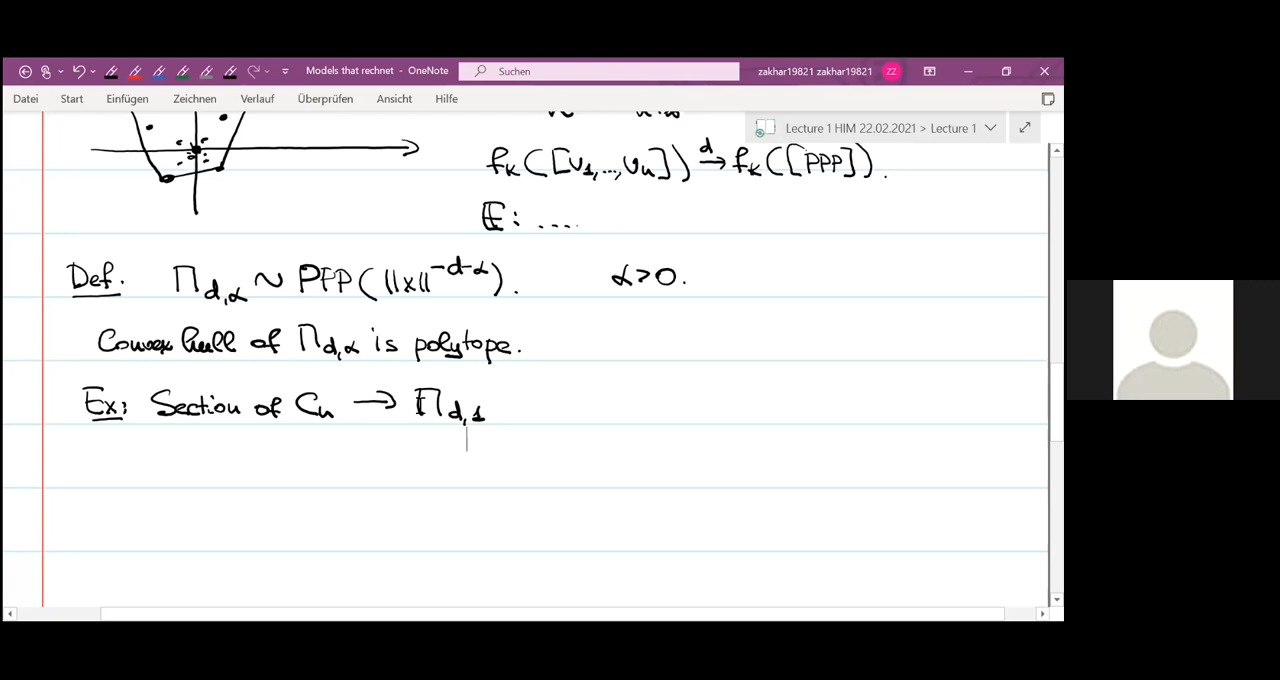 Models that rechnet - OneNote
Suchen
zakhar19821 zakhar19821
ZZ
Datei Start Einfügen Zeichnen Verlauf Überprüfen Ansicht Hilfe
Lecture 1 HIM 22.02.2021 > Lecture 1
f_k([U_1,...,U_n]) →^d f_k([PPP]).
𝔼: ....
Def. Π_{d,α} ~ PPP(||x||^{-d-α}). α>0.
Convex hull of Π_{d,α} is polytope.
Ex: Section of C_n → Π_{d,1}